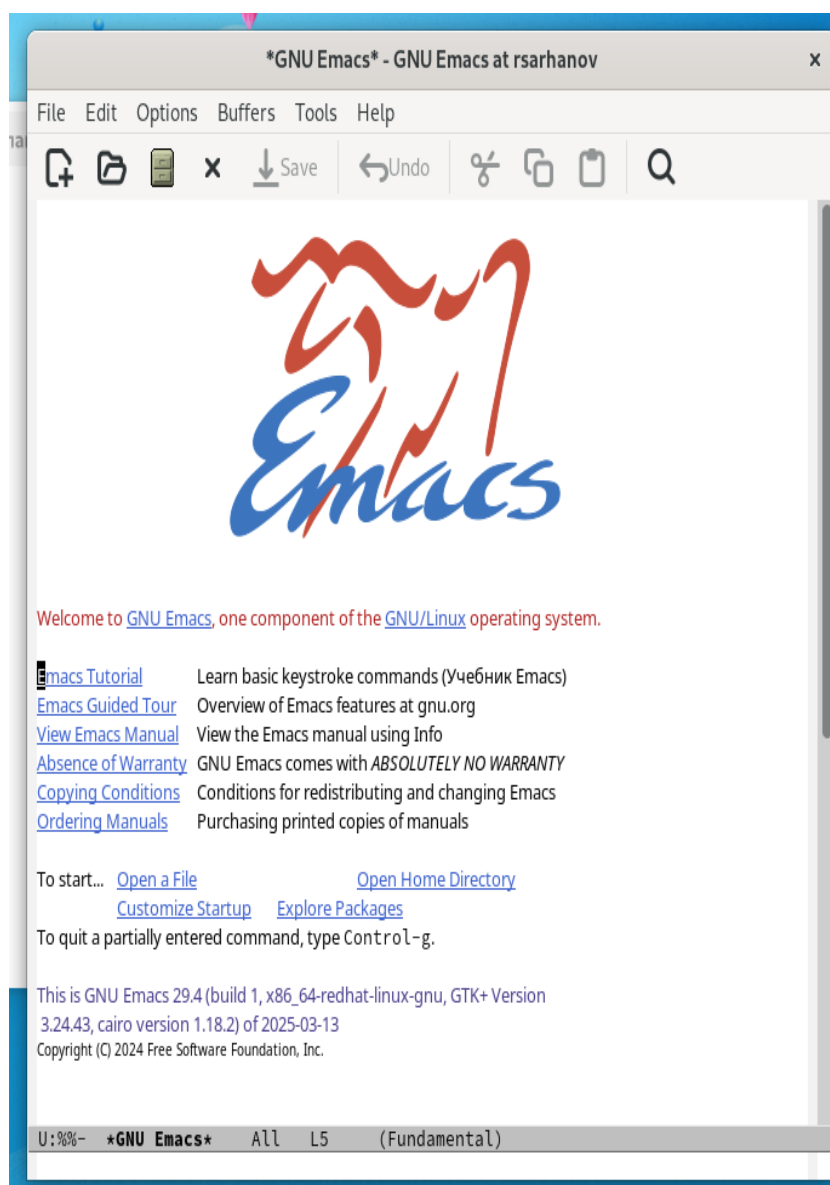 *GNU Emacs* - GNU Emacs at rsarhanov x
File Edit Options Buffers Tools Help
Save Undo
Emacs
Welcome to GNU Emacs, one component of the GNU/Linux operating system.
Emacs Tutorial Learn basic keystroke commands (Учебник Emacs)
Emacs Guided Tour Overview of Emacs features at gnu.org
View Emacs Manual View the Emacs manual using Info
Absence of Warranty GNU Emacs comes with ABSOLUTELY NO WARRANTY
Copying Conditions Conditions for redistributing and changing Emacs
Ordering Manuals Purchasing printed copies of manuals
To start... Open a File Open Home Directory
Customize Startup Explore Packages
To quit a partially entered command, type Control-g.
This is GNU Emacs 29.4 (build 1, x86_64-redhat-linux-gnu, GTK+ Version
3.24.43, cairo version 1.18.2) of 2025-03-13
Copyright (C) 2024 Free Software Foundation, Inc.
U:%%- *GNU Emacs* All L5 (Fundamental)